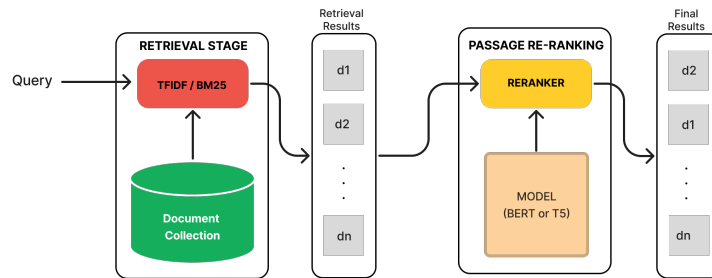 Query
RETRIEVAL STAGE
TFIDF / BM25
Document
Collection
Retrieval
Results
d1
d2
.
.
.
dn
PASSAGE RE-RANKING
RERANKER
MODEL
(BERT or T5)
Final
Results
d2
d1
.
.
.
dn